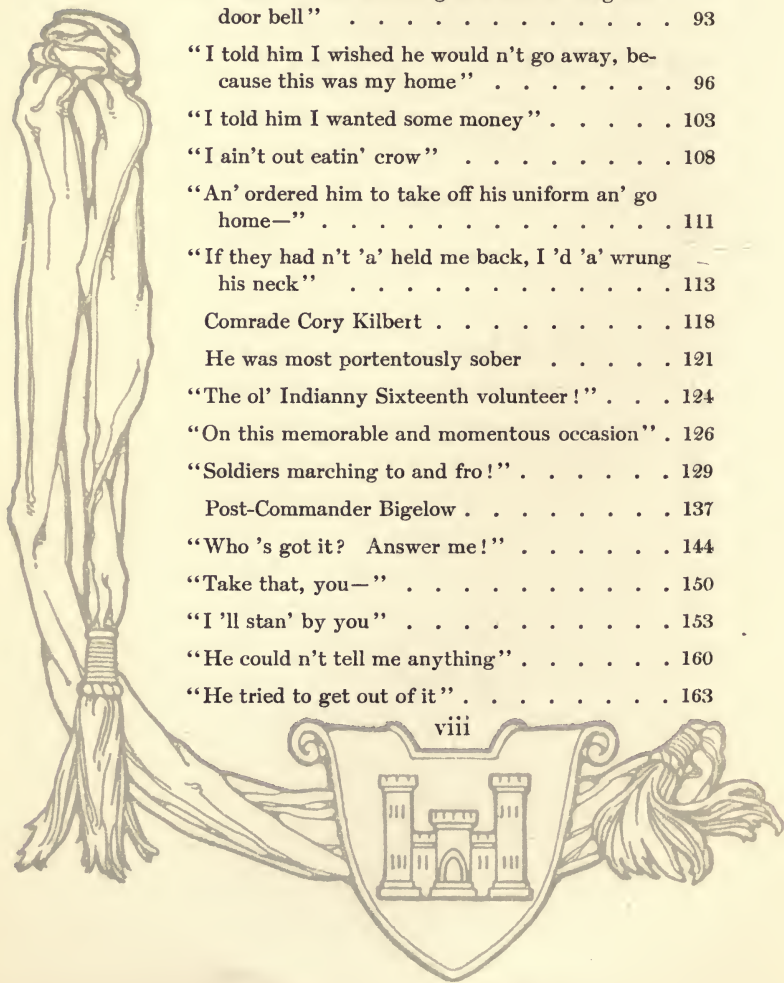 door bell" . . . . . . . . . . . . . 93
"I told him I wished he would n't go away, be-
cause this was my home" . . . . . . . 96
"I told him I wanted some money" . . . . . 103
"I ain't out eatin' crow" . . . . . . . . 108
"An' ordered him to take off his uniform an' go
home—" . . . . . . . . . . . . . . 111
"If they had n't 'a' held me back, I 'd 'a' wrung
his neck" . . . . . . . . . . . . . 113
Comrade Cory Kilbert . . . . . . . . . 118
He was most portentously sober . . . . . 121
"The ol' Indianny Sixteenth volunteer!" . . . 124
"On this memorable and momentous occasion" . 126
"Soldiers marching to and fro!" . . . . . . 129
Post-Commander Bigelow . . . . . . . . 137
"Who 's got it? Answer me!" . . . . . . 144
"Take that, you—" . . . . . . . . . . 150
"I 'll stan' by you" . . . . . . . . . . 153
"He could n't tell me anything" . . . . . . 160
"He tried to get out of it" . . . . . . . . 163
viii